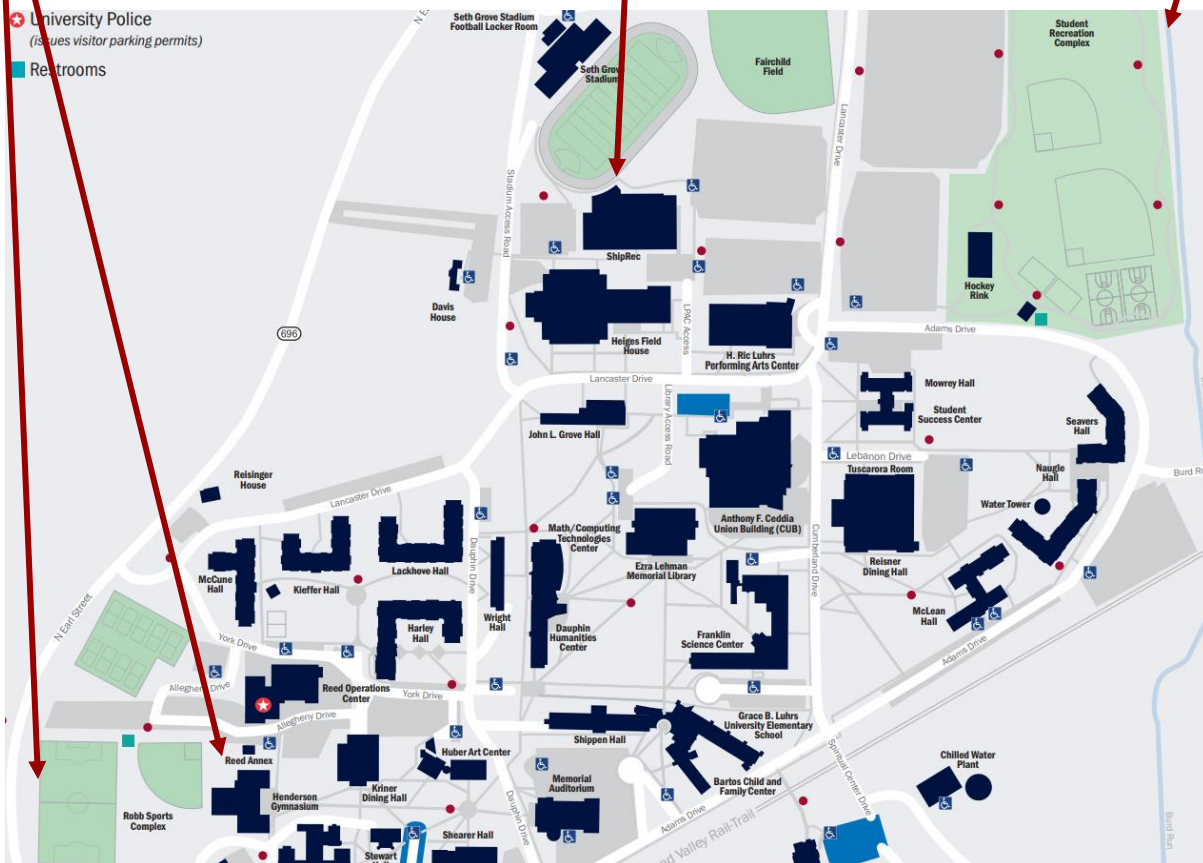 University Police
(issues visitor parking permits)
Restrooms
Seth Grove Stadium
Football Locker Room
Seth Grove
Stadium
Fairchild
Field
Student
Recreation
Complex
Lancaster Drive
Stadium Access Road
ShipRec
Davis
House
Hockey
Rink
696
LPAC Access
Heiges Field
House
H. Ric Luhrs
Performing Arts Center
Adams Drive
Lancaster Drive
Mowrey Hall
Student
Success Center
Seavers
Hall
Library Access Road
John L. Grove Hall
Lebanon Drive
Tuscarora Room
Naugle
Hall
Burd
Reisinger
House
Lancaster Drive
Water Tower
Anthony F. Ceddia
Union Building (CUB)
Math/Computing
Technologies
Center
Cumberland Drive
Dauphin Drive
McCune
Hall
Kieffer Hall
Lackhove Hall
Ezra Lehman
Memorial Library
Reisner
Dining Hall
N Earl Street
Harley
Hall
Wright
Hall
McLean
Hall
Dauphin
Humanities
Center
Franklin
Science Center
York Drive
Adams Drive
Allegheny Drive
Reed Operations
Center
York Drive
Allegheny Drive
Grace B. Luhrs
University Elementary
School
Shippen Hall
Reed Annex
Huber Art Center
Spiritual Center Drive
Chilled Water
Plant
Bartos Child and
Family Center
Memorial
Auditorium
Kriner
Dining Hall
Henderson
Gymnasium
Robb Sports
Complex
Dauphin Drive
Adams Drive
Valley Rail-Trail
Burd Run
Shearer Hall
Stewart